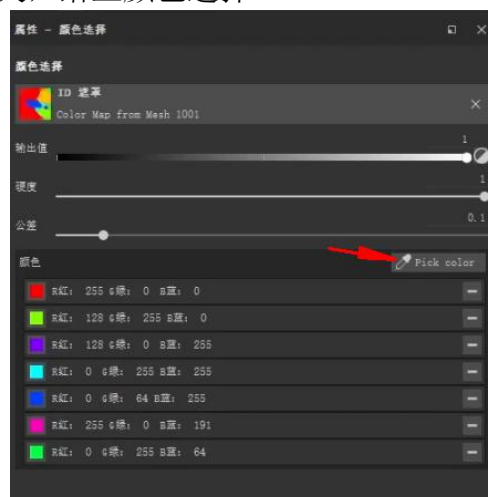 属性 - 颜色选择
颜色选择
ID 遮罩
Color Map from Mesh 1001
输出值
1
硬度
1
公差
0.1
颜色
Pick color
R红: 255 G绿: 0 B蓝: 0
R红: 128 G绿: 255 B蓝: 0
R红: 128 G绿: 0 B蓝: 255
R红: 0 G绿: 255 B蓝: 255
R红: 0 G绿: 64 B蓝: 255
R红: 255 G绿: 0 B蓝: 191
R红: 0 G绿: 255 B蓝: 64